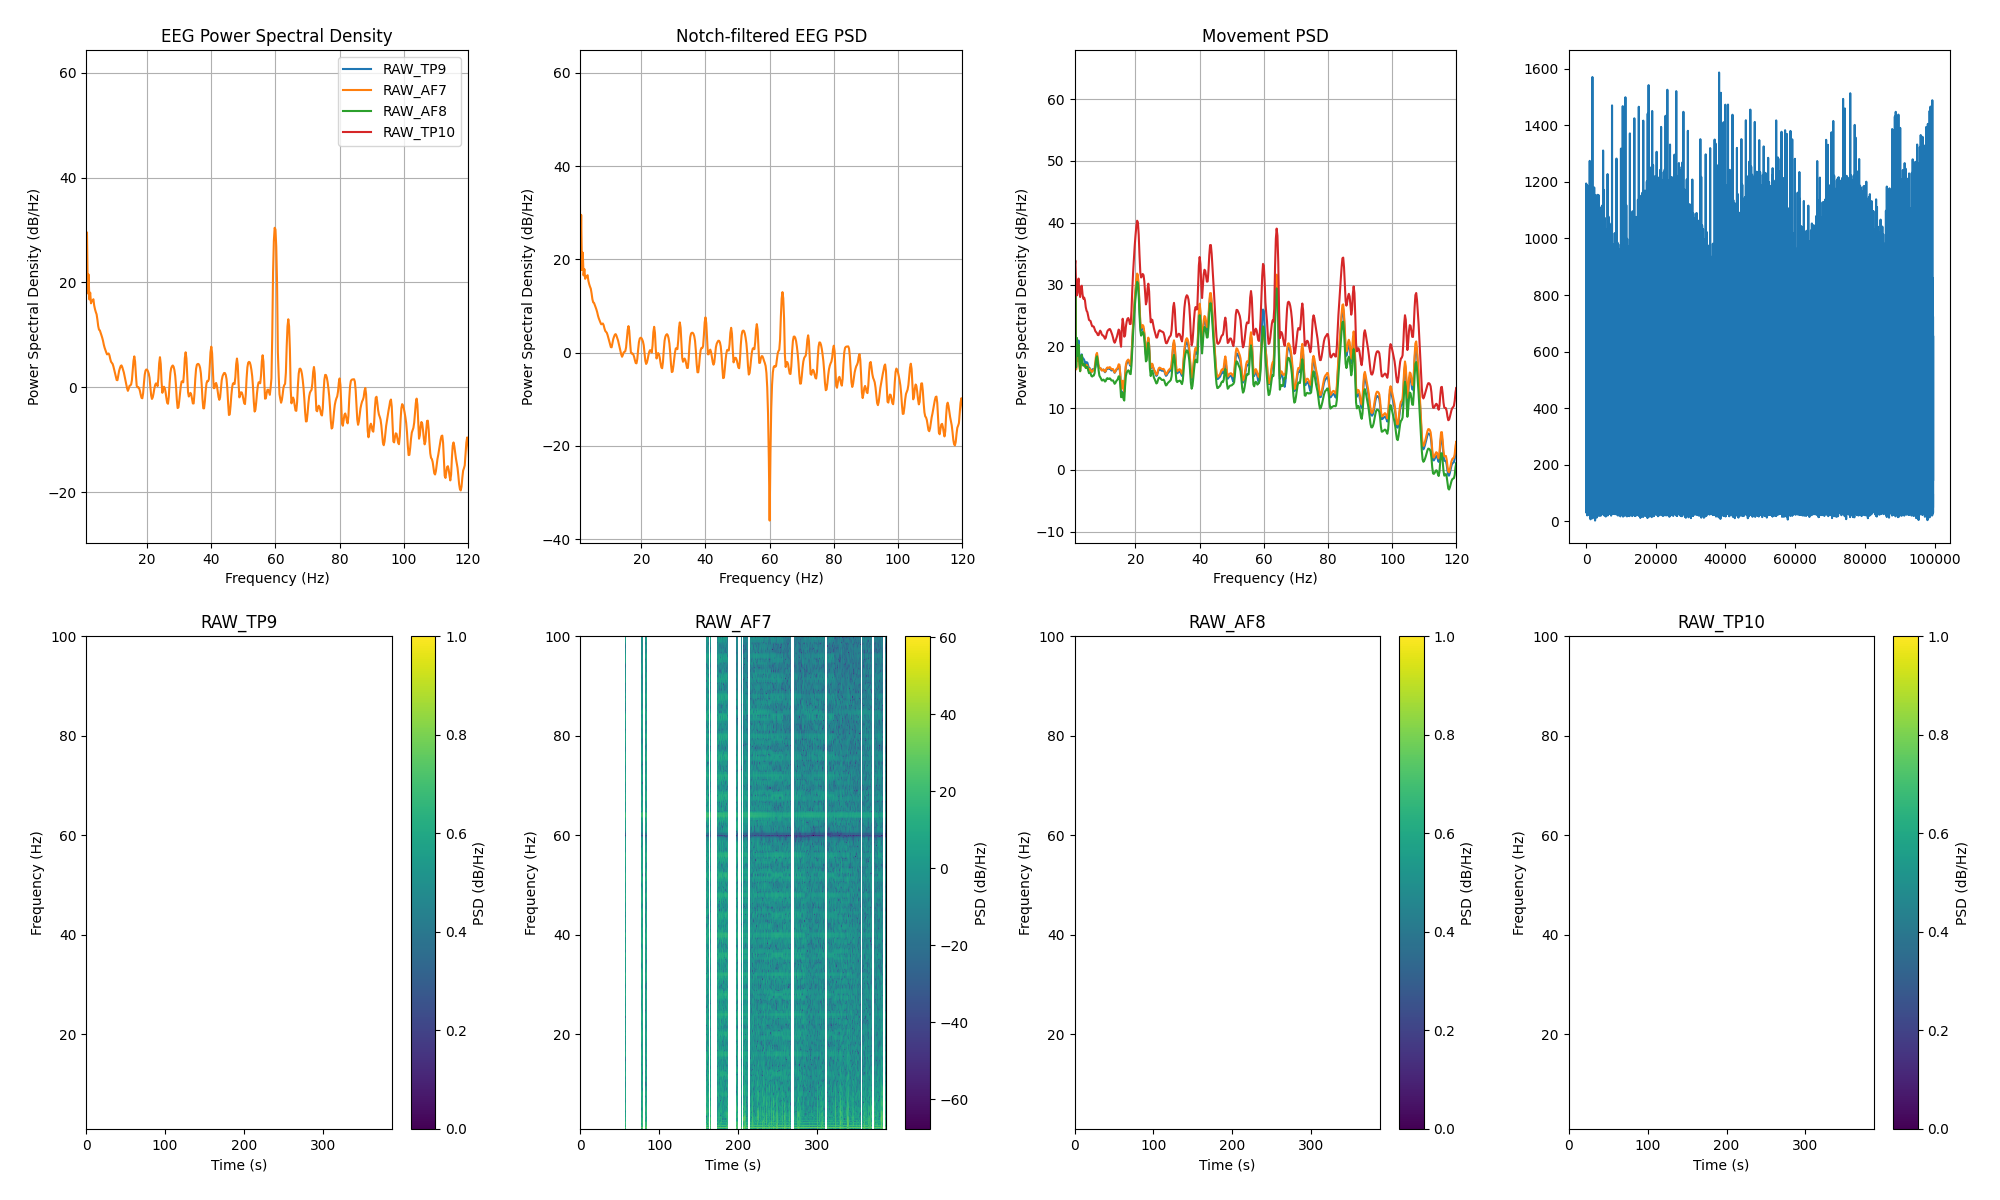 EEG Power Spectral Density
Notch-filtered EEG PSD
Movement PSD
RAW_TP9
RAW_AF7
RAW_AF8
RAW_TP10
Power Spectral Density (dB/Hz)
60
40
20
0
−20
20 40 60 80 100 120
Frequency (Hz)
Power Spectral Density (dB/Hz)
60
40
20
0
−20
−40
20 40 60 80 100 120
Frequency (Hz)
Power Spectral Density (dB/Hz)
60
50
40
30
20
10
0
−10
20 40 60 80 100 120
Frequency (Hz)
1600
1400
1200
1000
800
600
400
200
0
0 20000 40000 60000 80000 100000
RAW_TP9
Frequency (Hz)
100
80
60
40
20
0 100 200 300
Time (s)
1.0
0.8
0.6
0.4
0.2
0.0
PSD (dB/Hz)
RAW_AF7
Frequency (Hz)
100
80
60
40
20
0 100 200 300
Time (s)
60
40
20
0
−20
−40
−60
PSD (dB/Hz)
RAW_AF8
Frequency (Hz)
100
80
60
40
20
0 100 200 300
Time (s)
1.0
0.8
0.6
0.4
0.2
0.0
PSD (dB/Hz)
RAW_TP10
Frequency (Hz)
100
80
60
40
20
0 100 200 300
Time (s)
1.0
0.8
0.6
0.4
0.2
0.0
PSD (dB/Hz)